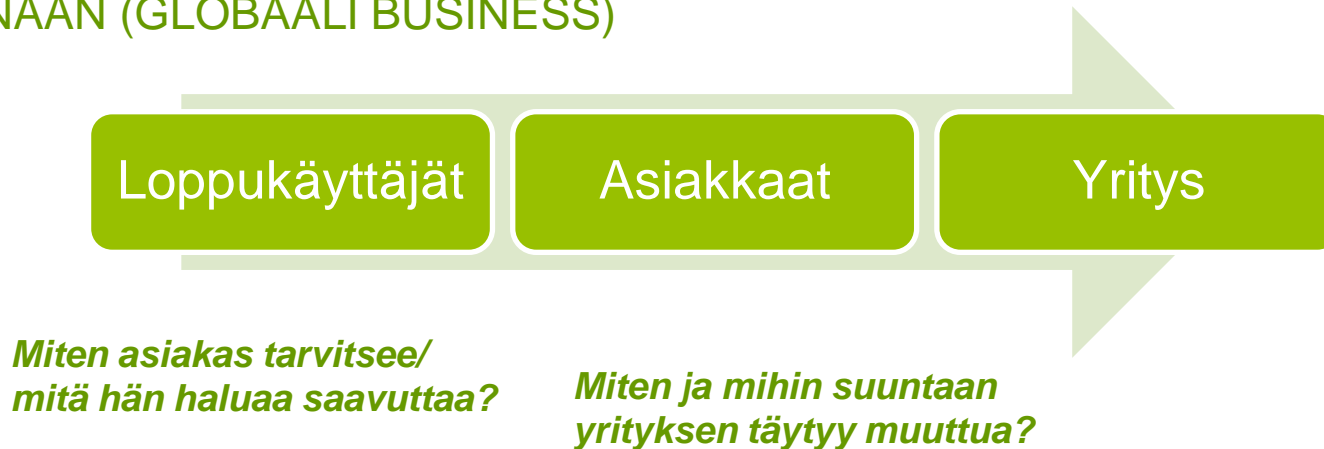 NAAN (GLOBAALI BUSINESS)
Loppukäyttäjät
Asiakkaat
Yritys
Miten asiakas tarvitsee/
mitä hän haluaa saavuttaa?
Miten ja mihin suuntaan
yrityksen täytyy muuttua?